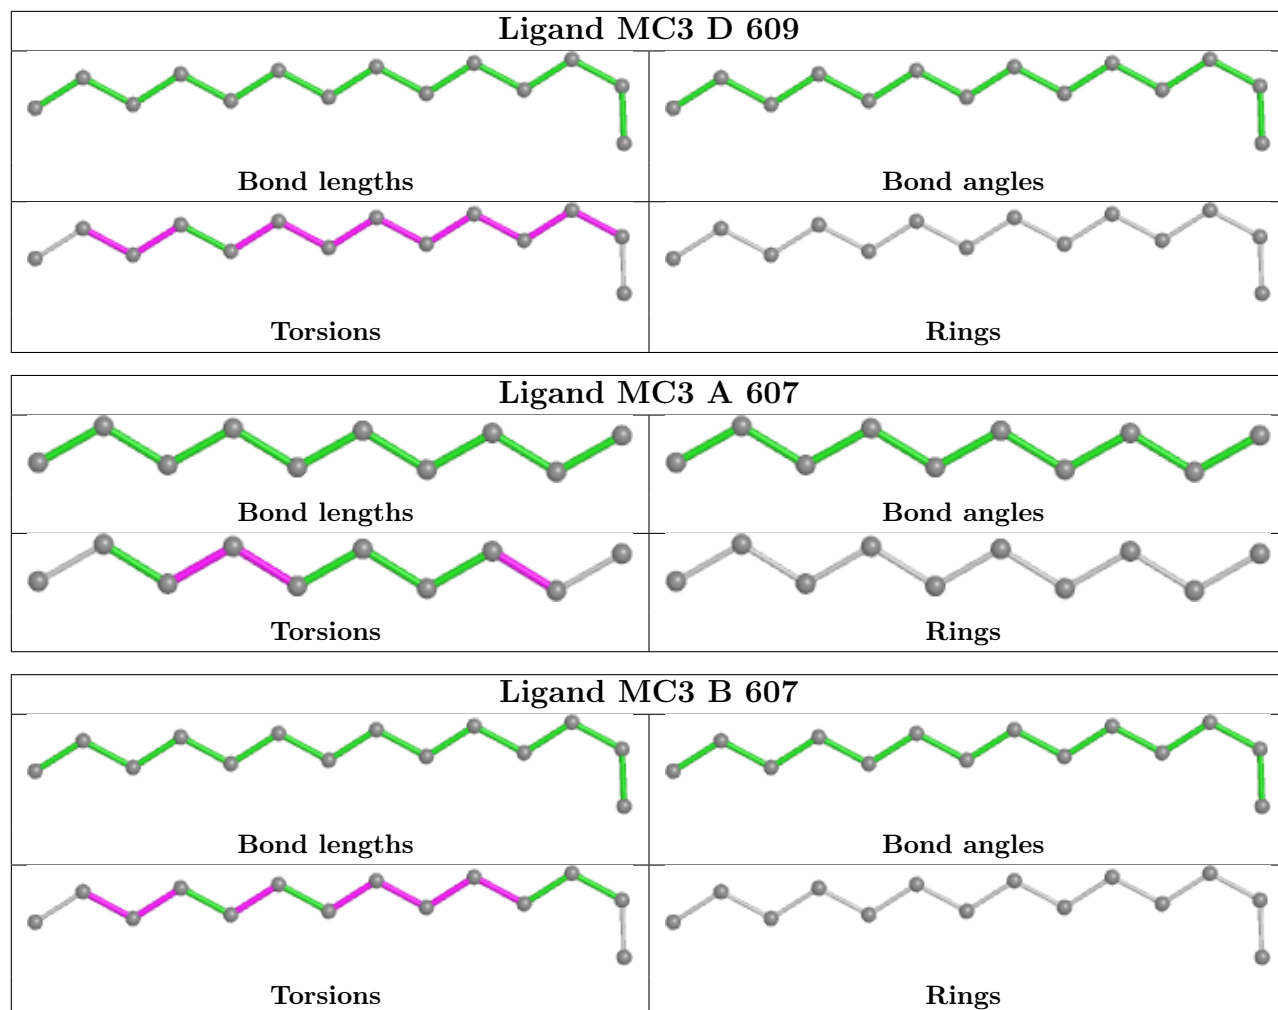 Ligand MC3 D 609
Bond lengths
Bond angles
Torsions
Rings
Ligand MC3 A 607
Bond lengths
Bond angles
Torsions
Rings
Ligand MC3 B 607
Bond lengths
Bond angles
Torsions
Rings